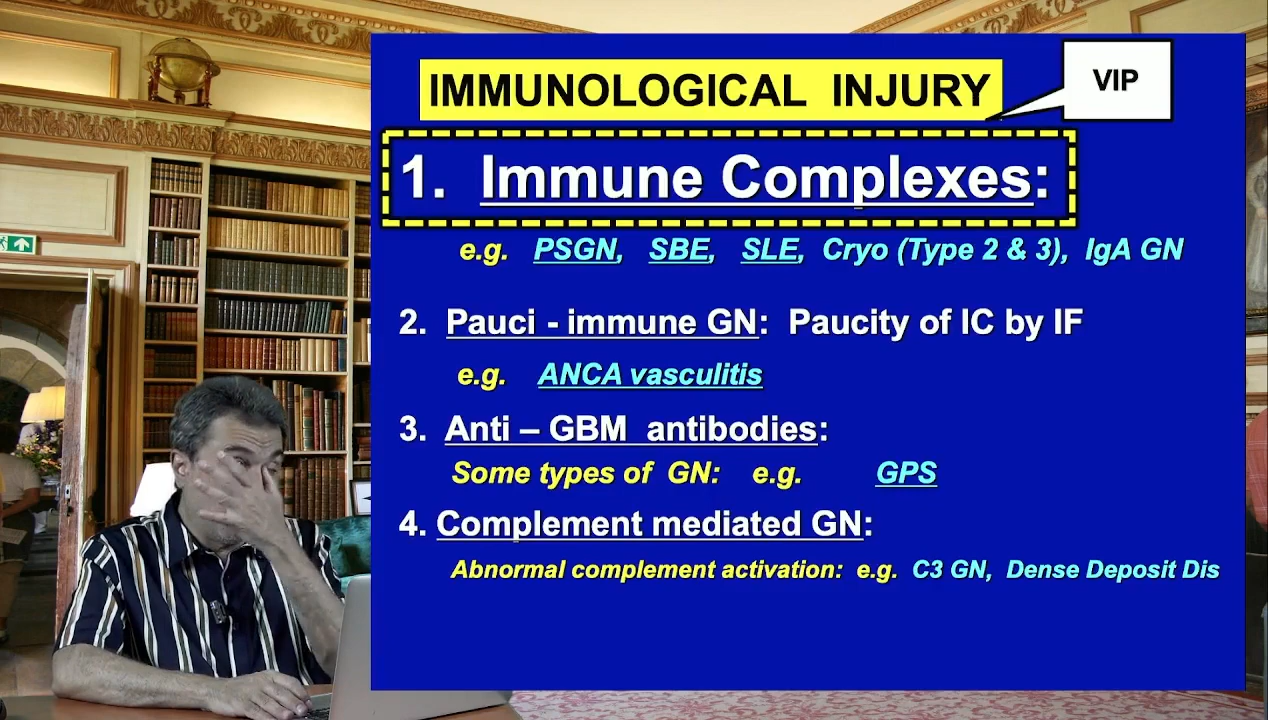 IMMUNOLOGICAL INJURY
VIP
1. Immune Complexes:
e.g. PSGN, SBE, SLE, Cryo (Type 2 & 3), IgA GN
2. Pauci - immune GN: Paucity of IC by IF
e.g. ANCA vasculitis
3. Anti – GBM antibodies:
Some types of GN: e.g. GPS
4. Complement mediated GN:
Abnormal complement activation: e.g. C3 GN, Dense Deposit Dis